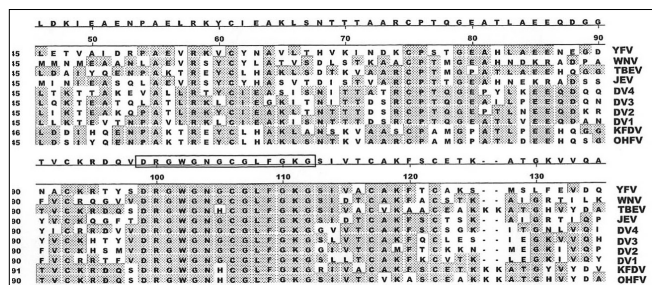 L D K I E A E N P A E L R K Y C I E A K L S N T T T A A R C P T Q G E A T L A E E Q D G G
50 60 70 80 90
45 L E T V A I D R P A E V R K V C Y N A V L T H V K I N D K C P S T G E A H L A E E N E G D YFV
45 M M N M E A A N L A E V R S Y C Y L A T V S D L S T K A A C P T M G E A H N D K R A D P A WNV
45 L D A I Y Q E N P A K T R E Y C L H A K L S D T K V A A R C P T M G P A T L A E E H Q G G TBEV
45 M I N I E A S Q L A E V R S Y C Y H A S V T D I S T V A R C P T T G E A H N E K R A D S S JEV
45 L T K T T A K E V A L L R T Y C I E A S I S N I T T A T R C P T Q G E P Y L K E E Q D Q Q DV4
45 L Q K T E A T Q L A T L R K L C I E G K I T N I T T D S R C P T Q G E A I L P E E Q D Q N DV3
45 L I K T E A K Q P A T L R K Y C I E A K L T N T T T D S R C P T Q G E P T L N E E Q D K R DV2
45 L L K T E V T N P A V L R K L C I E A K I S N T T T D S R C P T Q G E A T L V E E Q D A N DV1
46 L D D I H Q E N P A K T R E Y C L H A K L A N S K V A A S C P A M G P A T L P E E H Q G G KFDV
45 L D S I Y Q E N P A K T R E Y C L H A K L S N T K V A A R C P A M G P A T L D E E H Q S G OHFV
T V C K R D Q V D R G W G N G C G L F G K G S I V T C A K F S C E T K - - A T Q K V V Q A
100 110 120 130
90 N A C K R T Y S D R G W G N G C G L F G K G S I V A C A K F T C A K S - - M S L F E V D Q YFV
90 F V C R Q G V V D R G W G N G C G L F G K G S I D T C A K F A C S T K - - A I G R T I L K WNV
90 T V C K R D Q S D R G W G N H C G L F G K G S I V A C V K A A C E A K K K A T G H V Y D A TBEV
90 Y V C K Q G F T D R G W G N G C G L F G K G S I D T C A K F S C T S K - - A I G R T I Q P JEV
90 Y I C R R D V V D R G W G N G C G L F G K G G V V T C A K F S C S G K - - I T G N L V Q I DV4
90 Y V C K H T Y V D R G W G N G C G L F G K G S L V T C A K F Q C L E S - - I E G K V V Q H DV3
90 F V C K H S M V D R G W G N G C G L F G K G G I V T C A M F T C K K N - - M E G K I V Q P DV2
90 F V C R R T F V D R G W G N G C G L F G K G S L L T C A K F K C V T K - - L E G K I V Q Y DV1
91 T V C K R D Q S D R G W G N H C G L F G K G R I V A C A K F A C E T K K K A T G Y V Y D V KFDV
90 T V C K R D Q S D R G W G N H C G L F G K G S I V T C V K A S C E A K K K A T G H V Y D A OHFV